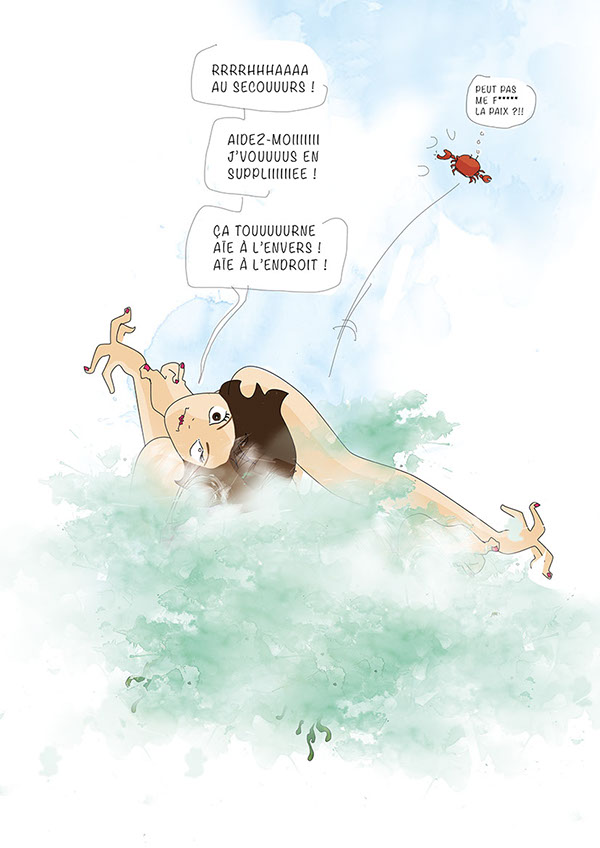 RRRRHHHAAAA
AU SECOUUURS !
AIDEZ-MOIIIIIII
J'VOUUUUS EN
SUPPLIIIIIIEE !
ÇA TOUUUUURNE
AÏE À L'ENVERS !
AÏE À L'ENDROIT !
PEUT PAS
ME F*****
LA PAIX ?!!